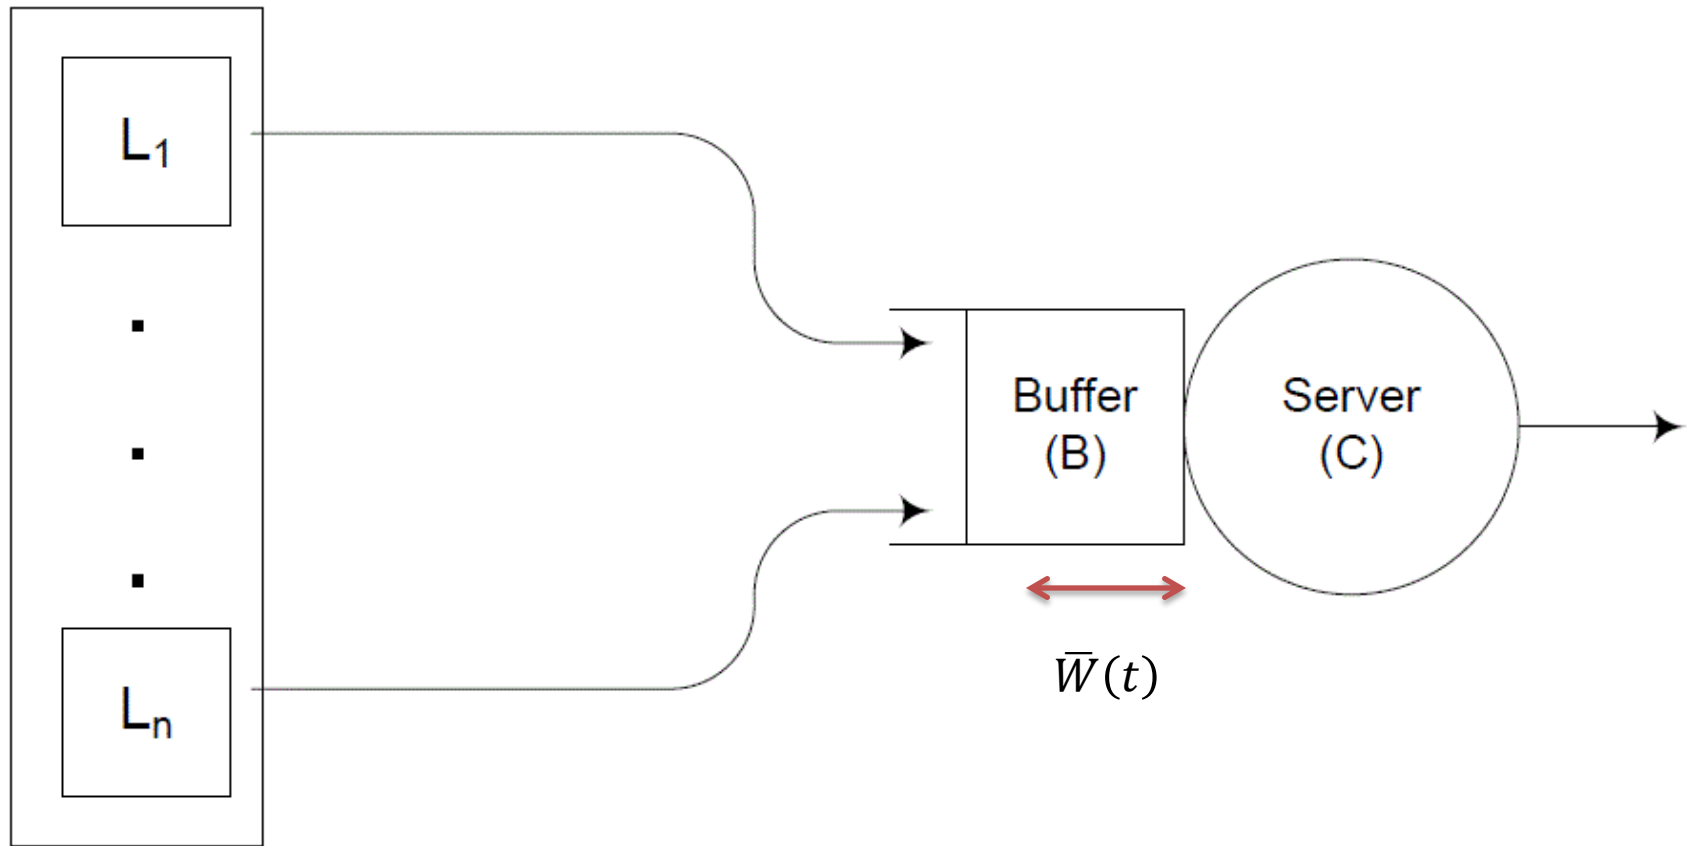 L₁
Buffer
(B)
Server
(C)
W̅(t)
Lₙ